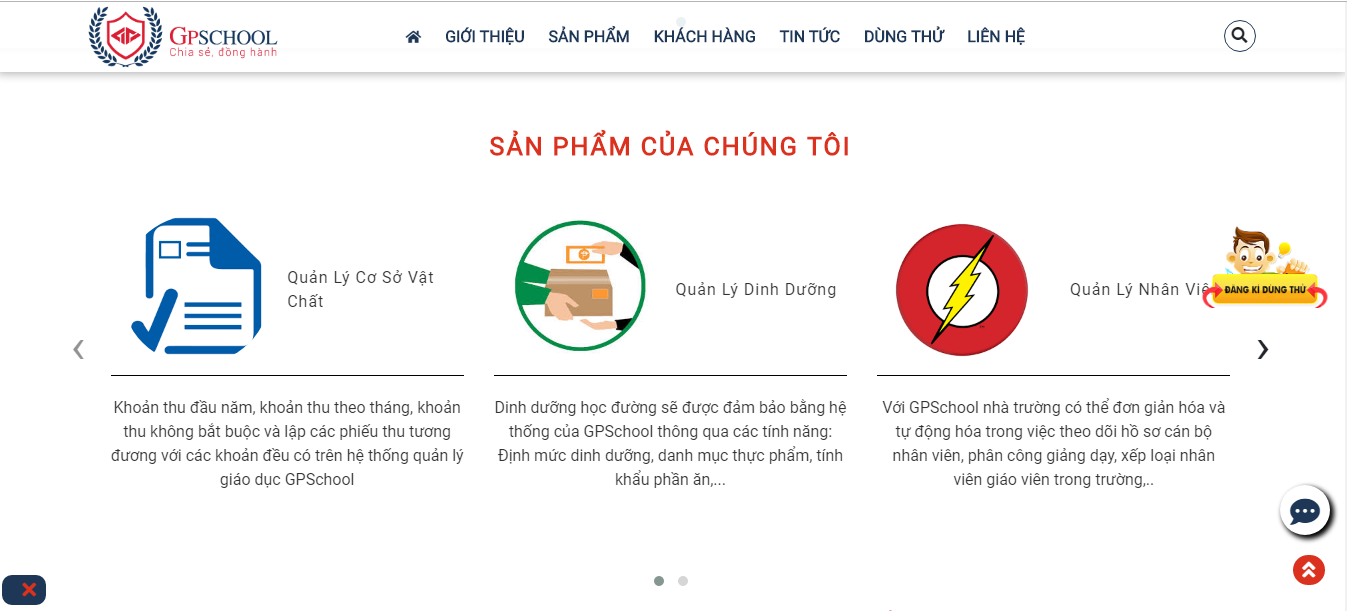 GPSCHOOL
Chia sẻ, đồng hành
GIỚI THIỆU SẢN PHẨM KHÁCH HÀNG TIN TỨC DÙNG THỬ LIÊN HỆ
SẢN PHẨM CỦA CHÚNG TÔI
Quản Lý Cơ Sở Vật
Chất
Khoản thu đầu năm, khoản thu theo tháng, khoản
thu không bắt buộc và lập các phiếu thu tương
đương với các khoản đều có trên hệ thống quản lý
giáo dục GPSchool
Quản Lý Dinh Dưỡng
Dinh dưỡng học đường sẽ được đảm bảo bằng hệ
thống của GPSchool thông qua các tính năng:
Định mức dinh dưỡng, danh mục thực phẩm, tính
khẩu phần ăn,...
Quản Lý Nhân
Với GPSchool nhà trường có thể đơn giản hóa và
tự động hóa trong việc theo dõi hồ sơ cán bộ
nhân viên, phân công giảng dạy, xếp loại nhân
viên giáo viên trong trường,..
ĐĂNG KÍ DÙNG THỬ